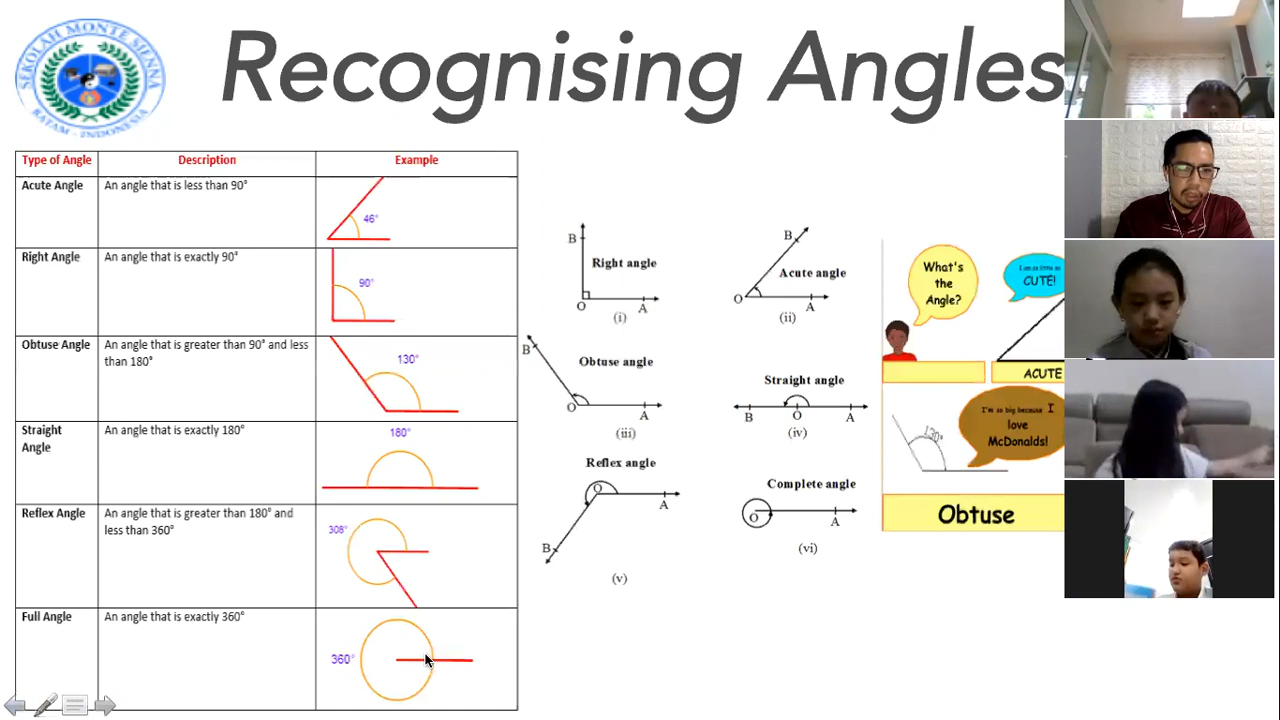 Recognising Angles
SEKOLAH MONTE SIENNA
BATAM - INDONESIA
Type of Angle Description Example
Acute Angle An angle that is less than 90°
46°
Right Angle An angle that is exactly 90°
90°
Obtuse Angle An angle that is greater than 90° and less
than 180°
130°
Straight An angle that is exactly 180°
Angle
180°
Reflex Angle An angle that is greater than 180° and
less than 360°
308°
Full Angle An angle that is exactly 360°
360°
B
Right angle
O A
(i)
B
Acute angle
O A
(ii)
B
Obtuse angle
O A
(iii)
Straight angle
B O A
(iv)
Reflex angle
O
A
B
(v)
Complete angle
O A
(vi)
What's
the
Angle?
CUTE!
ACUTE
130°
I'm so big because I
love
McDonalds!
Obtuse